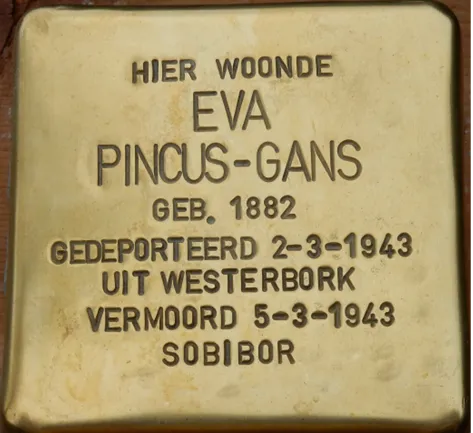 HIER WOONDE
EVA
PINCUS-GANS
GEB. 1882
GEDEPORTEERD 2-3-1943
UIT WESTERBORK
VERMOORD 5-3-1943
SOBIBOR